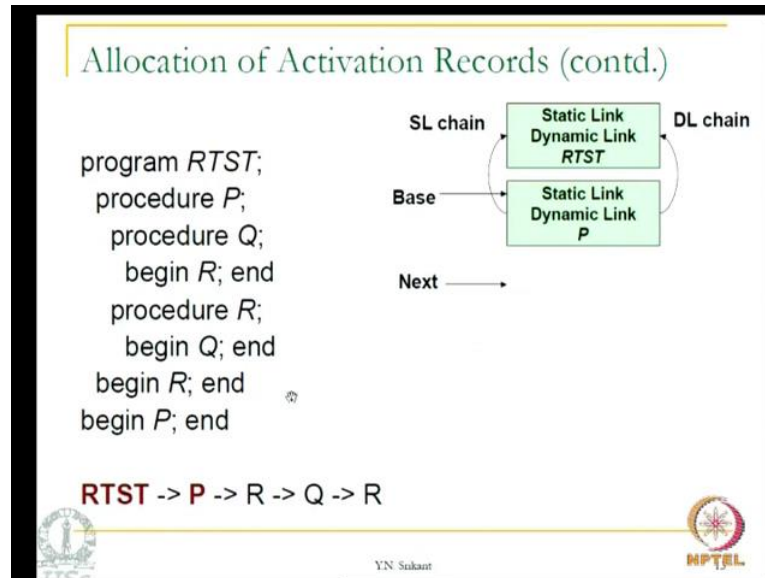 Allocation of Activation Records (contd.)
program RTST;
procedure P;
procedure Q;
begin R; end
procedure R;
begin Q; end
begin R; end
begin P; end
RTST -> P -> R -> Q -> R
SL chain
Static Link
Dynamic Link
RTST
DL chain
Base
Static Link
Dynamic Link
P
Next
Y.N. Srikant
NPTEL